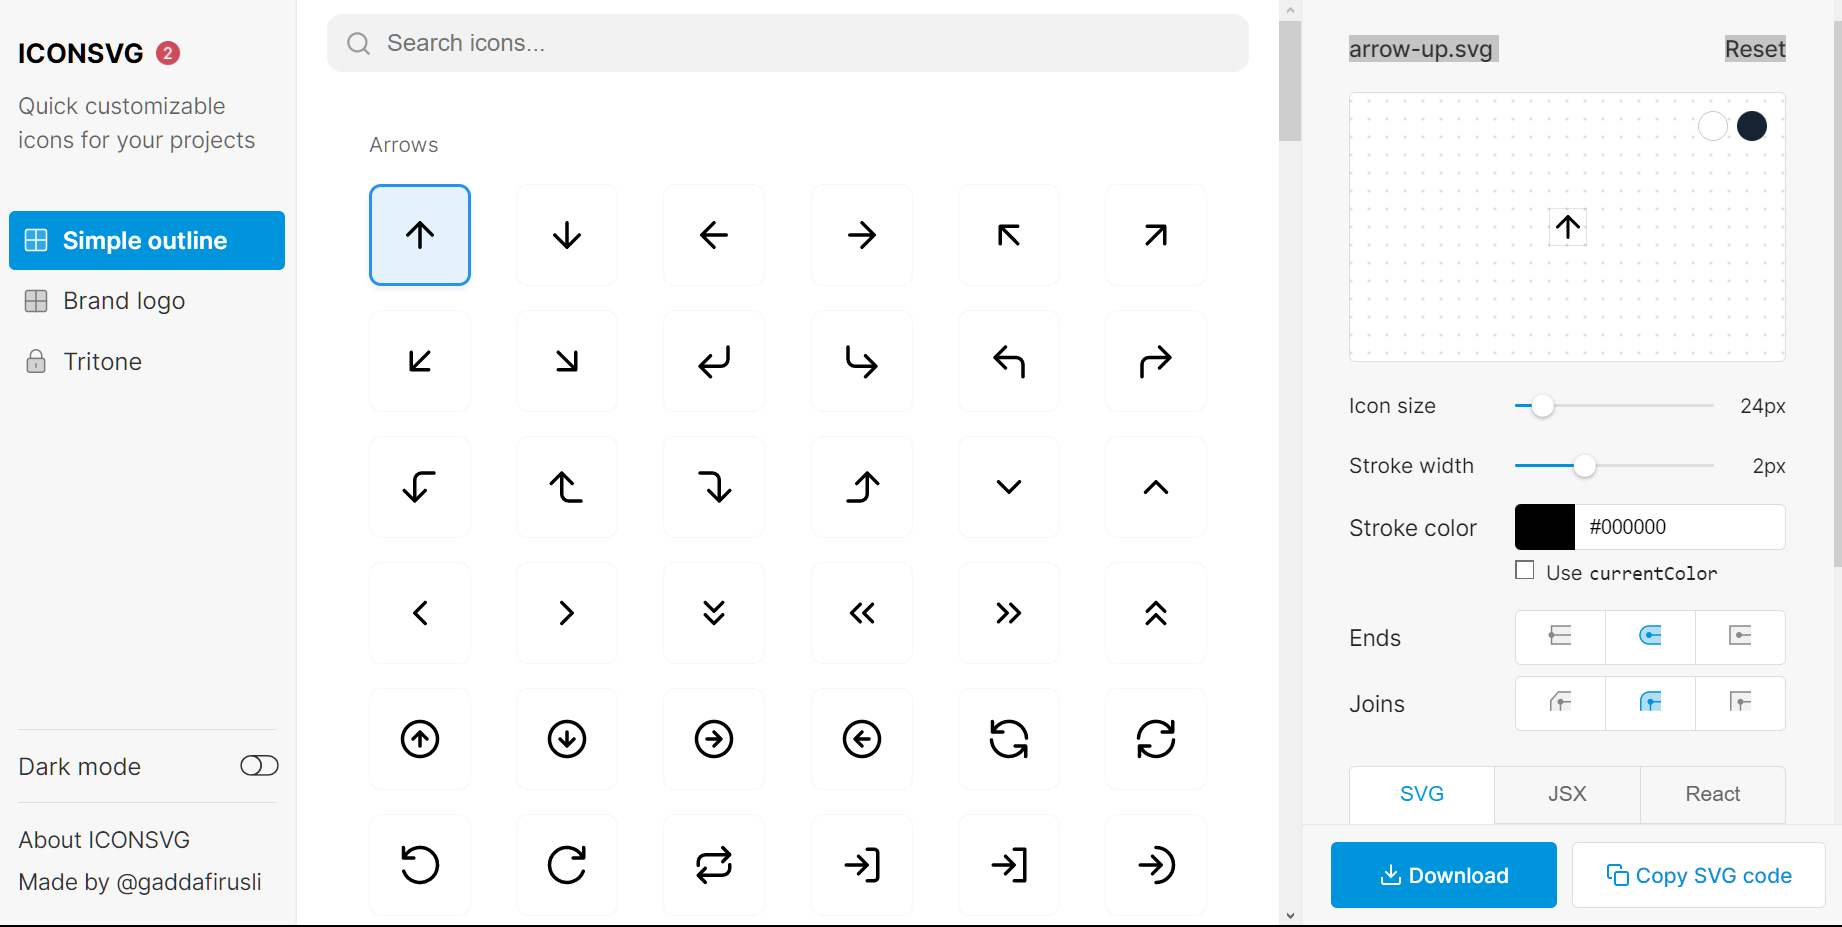 ICONSVG 2
Quick customizable
icons for your projects
Simple outline
Brand logo
Tritone
Dark mode
About ICONSVG
Made by @gaddafirusli
Search icons...
Arrows
arrow-up.svg Reset
Icon size 24px
Stroke width 2px
Stroke color #000000
Use currentColor
Ends
Joins
SVG JSX React
Download Copy SVG code